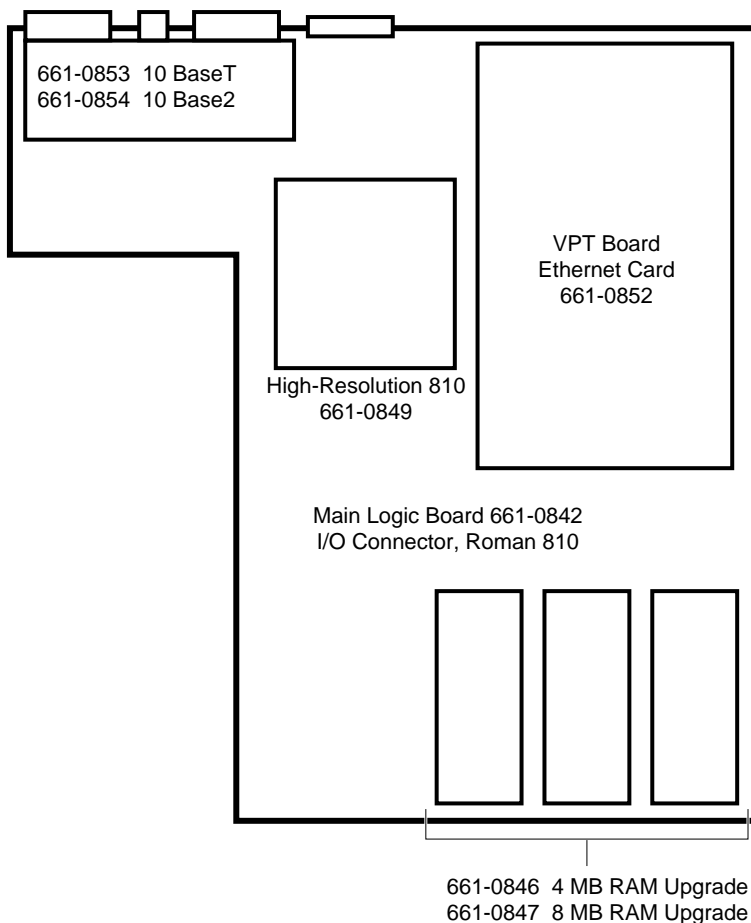 661-0853 10 BaseT
661-0854 10 Base2
VPT Board
Ethernet Card
661-0852
High-Resolution 810
661-0849
Main Logic Board 661-0842
I/O Connector, Roman 810
661-0846 4 MB RAM Upgrade
661-0847 8 MB RAM Upgrade